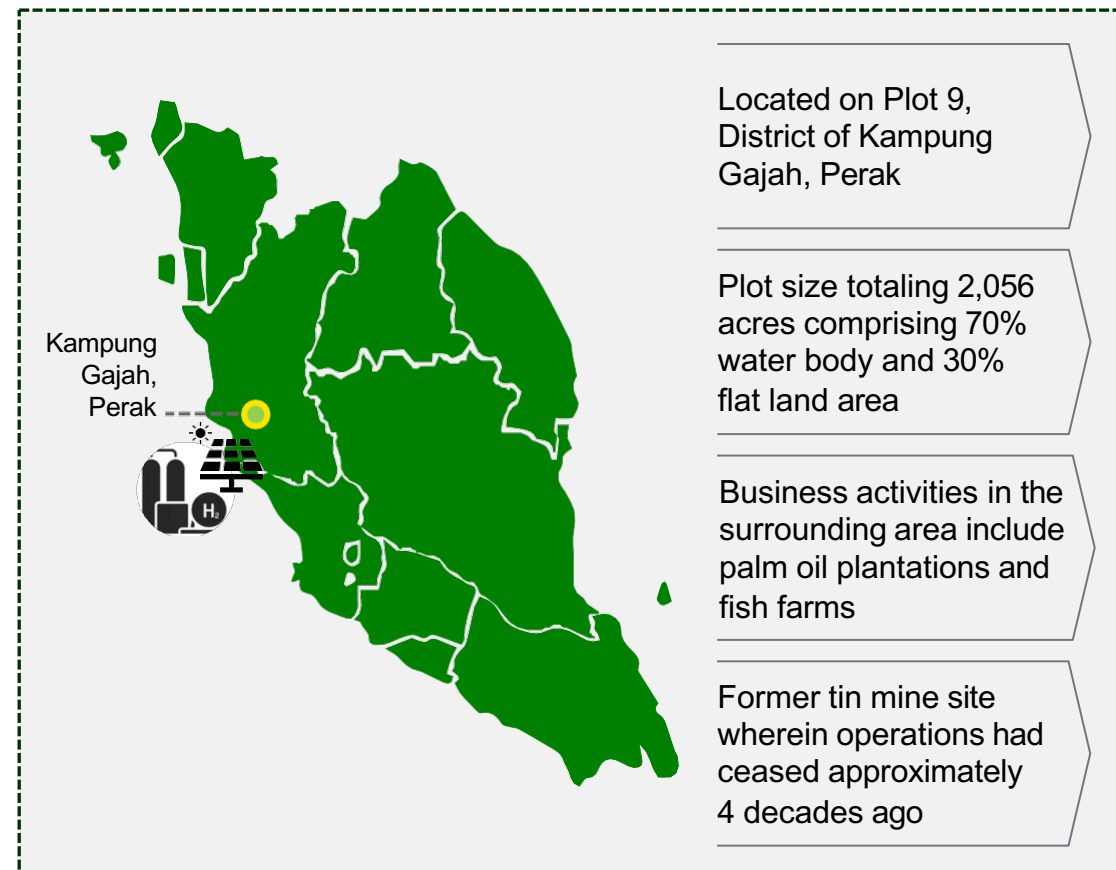 Located on Plot 9,
District of Kampung
Gajah, Perak
Plot size totaling 2,056
acres comprising 70%
water body and 30%
flat land area
Kampung
Gajah,
Perak
H₂
Business activities in the
surrounding area include
palm oil plantations and
fish farms
Former tin mine site
wherein operations had
ceased approximately
4 decades ago